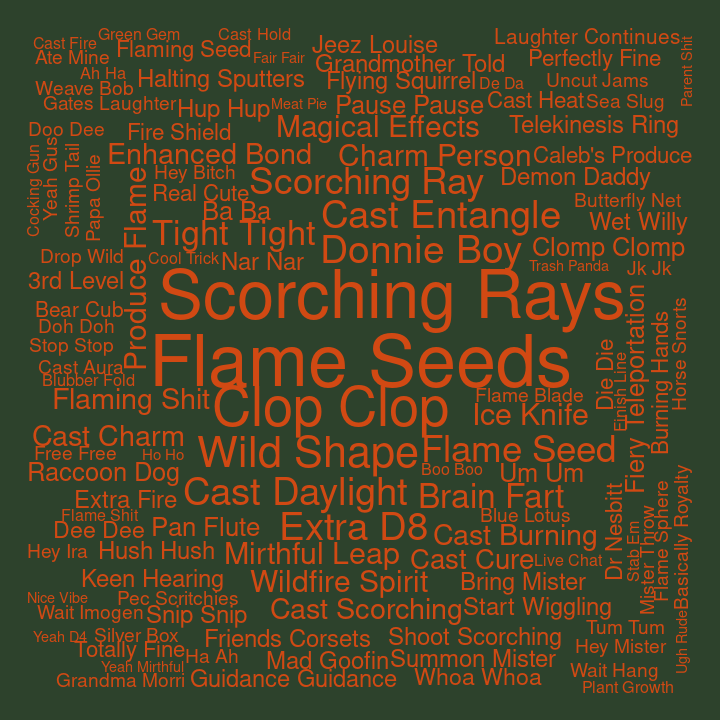 Green Gem
Cast Hold
Laughter Continues
Cast Fire
Flaming Seed
Jeez Louise
Parent Shit
Ate Mine
Fair Fair
Grandmother Told
Perfectly Fine
Ah Ha
Halting Sputters
Flying Squirrel
De Da
Uncut Jams
Weave Bob
Gates Laughter
Hup Hup
Meat Pie
Pause Pause
Cast Heat
Sea Slug
Doo Dee
Fire Shield
Magical Effects
Telekinesis Ring
Cocking Gun
Yeah Gus
Shrimp Tail
Papa Ollie
Enhanced Bond
Charm Person
Caleb's Produce
Hey Bitch
Scorching Ray
Demon Daddy
Real Cute
Butterfly Net
Produce Flame
Ba Ba
Cast Entangle
Wet Willy
Tight Tight
Donnie Boy
Clomp Clomp
Drop Wild
Cool Trick
Nar Nar
Trash Panda
Jk Jk
3rd Level
Scorching Rays
Bear Cub
Doh Doh
Fiery Teleportation
Burning Hands
Horse Snorts
Stop Stop
Flame Seeds
Die Die
Finish Line
Cast Aura
Blubber Fold
Flaming Shit
Clop Clop
Flame Blade
Ice Knife
Cast Charm
Wild Shape
Flame Seed
Free Free
Ho Ho
Raccoon Dog
Boo Boo
Um Um
Extra Fire
Cast Daylight
Brain Fart
Dr Nesbitt
Stab Em
Mister Throw
Flame Sphere
Basically Royalty
Flame Shit
Blue Lotus
Dee Dee
Pan Flute
Extra D8
Cast Burning
Hey Ira
Hush Hush
Mirthful Leap
Cast Cure
Live Chat
Keen Hearing
Wildfire Spirit
Bring Mister
Nice Vibe
Pec Scritchies
Wait Imogen
Snip Snip
Cast Scorching
Start Wiggling
Ugh Rude
Yeah D4
Silver Box
Friends Corsets
Shoot Scorching
Tum Tum
Totally Fine
Ha Ah
Mad Goofin
Summon Mister
Hey Mister
Yeah Mirthful
Wait Hang
Grandma Morri
Guidance Guidance
Whoa Whoa
Plant Growth